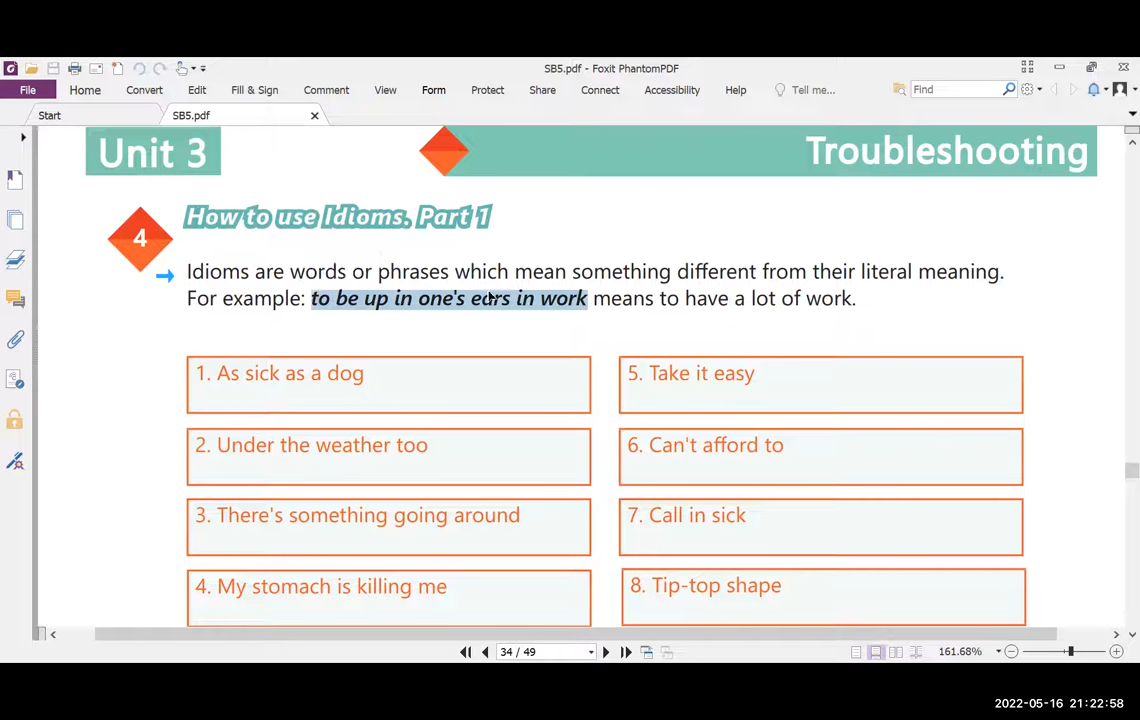 SB5.pdf - Foxit PhantomPDF
File Home Convert Edit Fill & Sign Comment View Form Protect Share Connect Accessibility Help Tell me... Find
Start SB5.pdf
Unit 3 Troubleshooting
How to use Idioms. Part 1
4
Idioms are words or phrases which mean something different from their literal meaning.
For example: to be up in one's ears in work means to have a lot of work.
1. As sick as a dog
2. Under the weather too
3. There's something going around
4. My stomach is killing me
5. Take it easy
6. Can't afford to
7. Call in sick
8. Tip-top shape
34 / 49 161.68%
2022-05-16 21:22:58